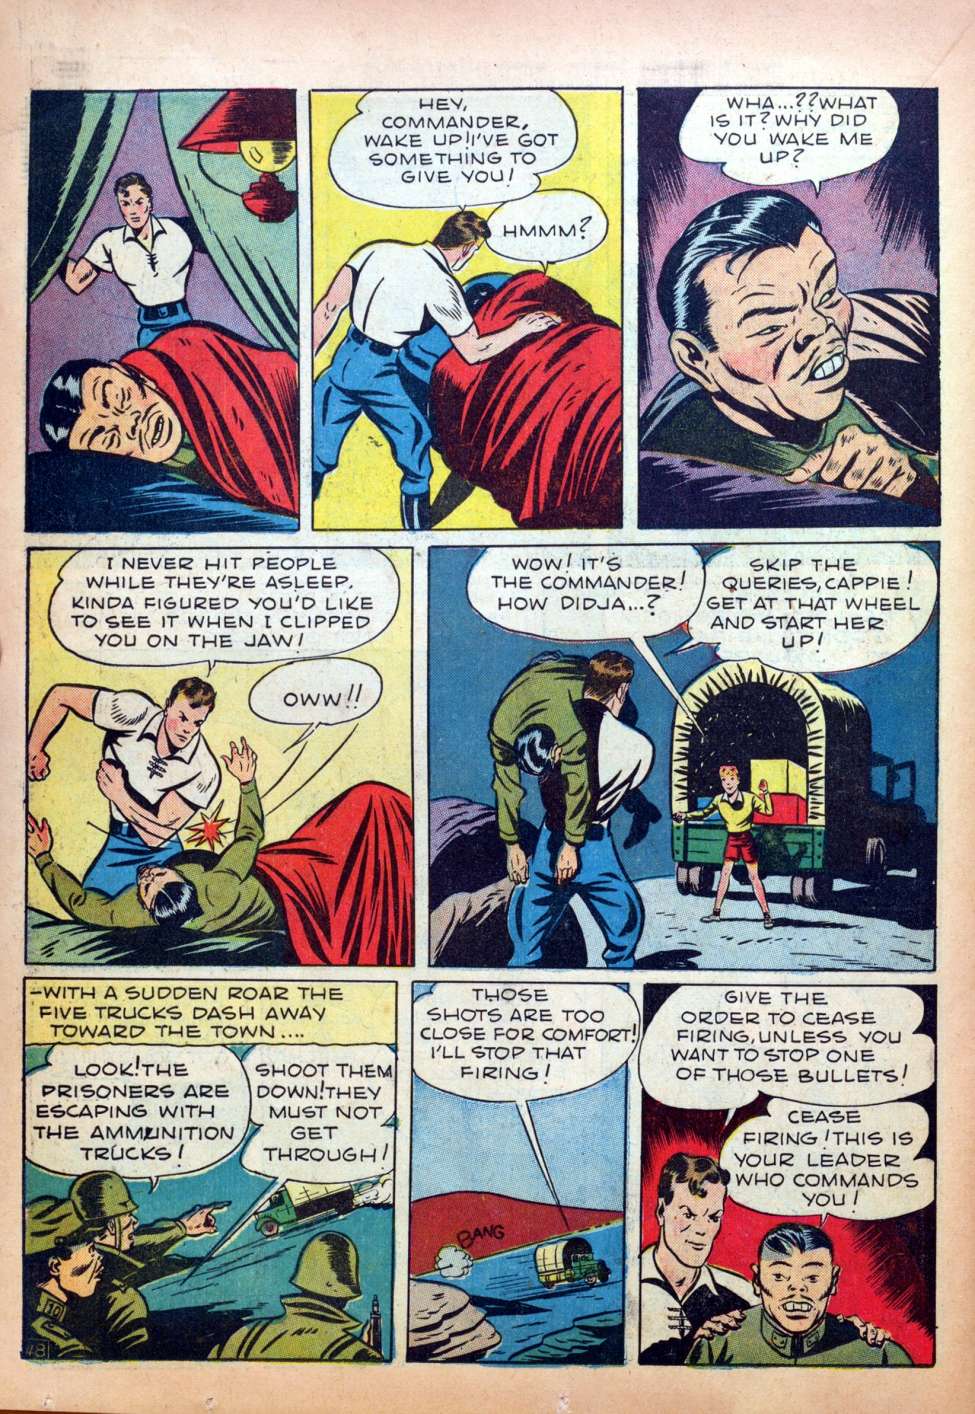 HEY,
COMMANDER,
WAKE UP! I'VE GOT
SOMETHING TO
GIVE YOU!
HMMM?
WHA...?? WHAT
IS IT? WHY DID
YOU WAKE ME
UP?
I NEVER HIT PEOPLE
WHILE THEY'RE ASLEEP.
KINDA FIGURED YOU'D LIKE
TO SEE IT WHEN I CLIPPED
YOU ON THE JAW!
OWW!!
WOW! IT'S
THE COMMANDER!
HOW DIDJA...?
SKIP THE
QUERIES, CAPPIE!
GET AT THAT WHEEL
AND START HER
UP!
-WITH A SUDDEN ROAR THE
FIVE TRUCKS DASH AWAY
TOWARD THE TOWN....
LOOK! THE
PRISONERS ARE
ESCAPING WITH
THE AMMUNITION
TRUCKS!
SHOOT THEM
DOWN! THEY
MUST NOT
GET
THROUGH!
10
48
THOSE
SHOTS ARE TOO
CLOSE FOR COMFORT!
I'LL STOP THAT
FIRING!
BANG
GIVE THE
ORDER TO CEASE
FIRING, UNLESS YOU
WANT TO STOP ONE
OF THOSE BULLETS!
CEASE
FIRING! THIS IS
YOUR LEADER
WHO COMMANDS
YOU!